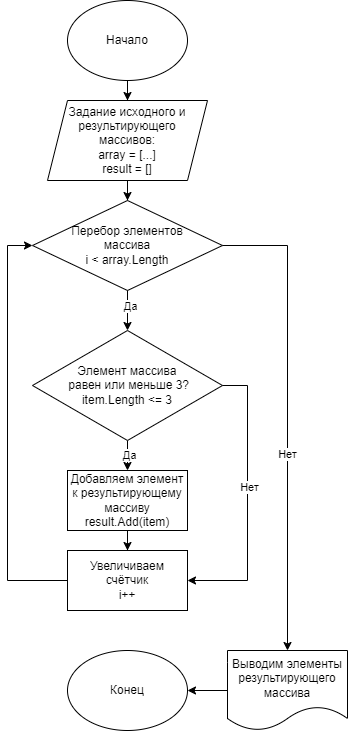 Начало
Задание исходного и
результирующего
массивов:
array = [...]
result = []
Перебор элементов
массива
i < array.Length
Да
Элемент массива
равен или меньше 3?
item.Length <= 3
Нет
Да
Нет
Добавляем элемент
к результирующему
массиву
result.Add(item)
Увеличиваем
счётчик
i++
Выводим элементы
результирующего
массива
Конец